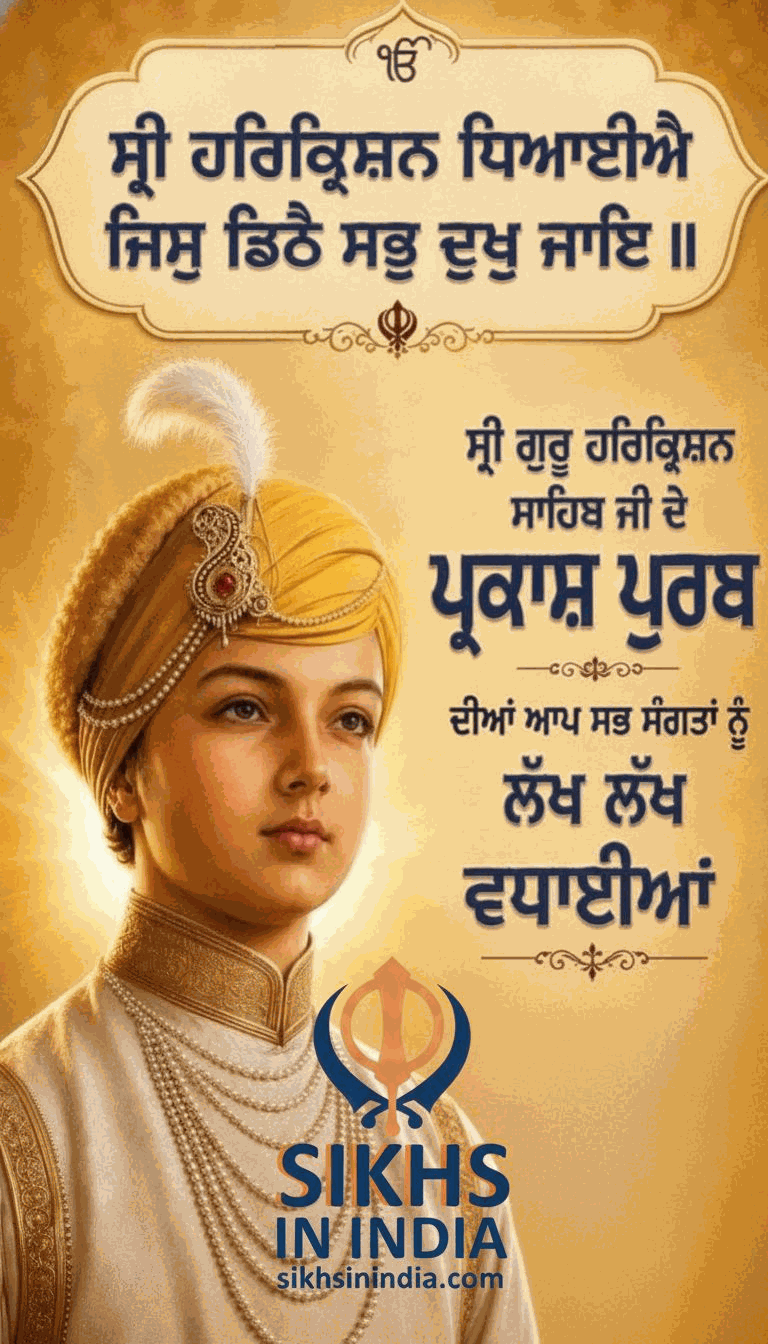 ੴ
ਸ੍ਰੀ ਹਰਿਕ੍ਰਿਸ਼ਨ ਧਿਆਈਐ
ਜਿਸੁ ਡਿਠੈ ਸਭੁ ਦੁਖੁ ਜਾਇ ॥
ਸ੍ਰੀ ਗੁਰੂ ਹਰਿਕ੍ਰਿਸ਼ਨ
ਸਾਹਿਬ ਜੀ ਦੇ
ਪ੍ਰਕਾਸ਼ ਪੁਰਬ
ਦੀਆਂ ਆਪ ਸਭ ਸੰਗਤਾਂ ਨੂੰ
ਲੱਖ ਲੱਖ
ਵਧਾਈਆਂ
SIKHS
IN INDIA
sikhsinindia.com